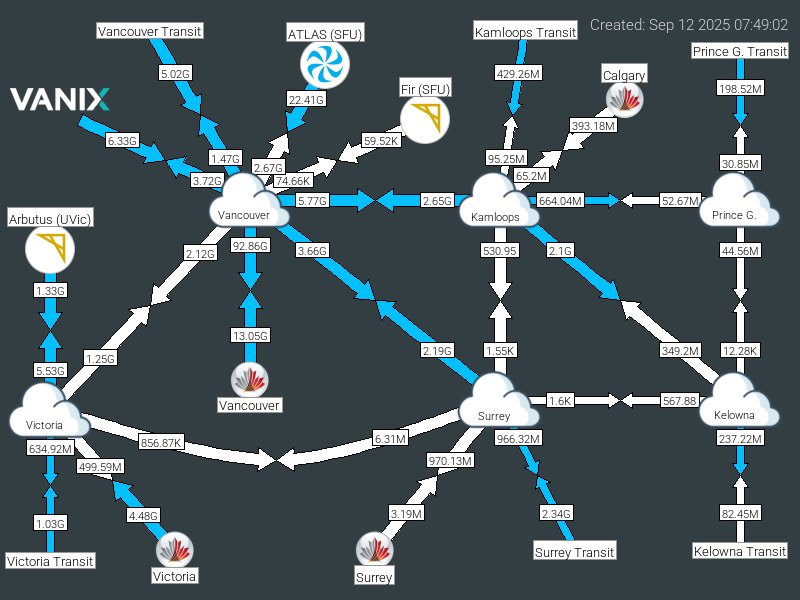 Created: Sep 12 2025 07:49:02
Vancouver Transit
ATLAS (SFU)
Kamloops Transit
Prince G. Transit
5.02G
429.26M
Calgary
198.52M
VANIX
22.41G
Fir (SFU)
6.33G
59.52K
393.18M
1.47G
95.25M
30.85M
3.72G
2.67G
74.66K
65.2M
5.77G
2.65G
664.04M
52.67M
Vancouver
Kamloops
Prince G.
Arbutus (UVic)
2.12G
92.86G
3.66G
530.95
2.1G
44.56M
1.33G
13.05G
1.25G
2.19G
1.55K
349.2M
12.28K
5.53G
Vancouver
1.6K
567.88
Victoria
Surrey
Kelowna
634.92M
856.87K
6.31M
966.32M
237.22M
499.59M
970.13M
1.03G
4.48G
3.19M
2.34G
82.45M
Victoria Transit
Victoria
Surrey
Surrey Transit
Kelowna Transit